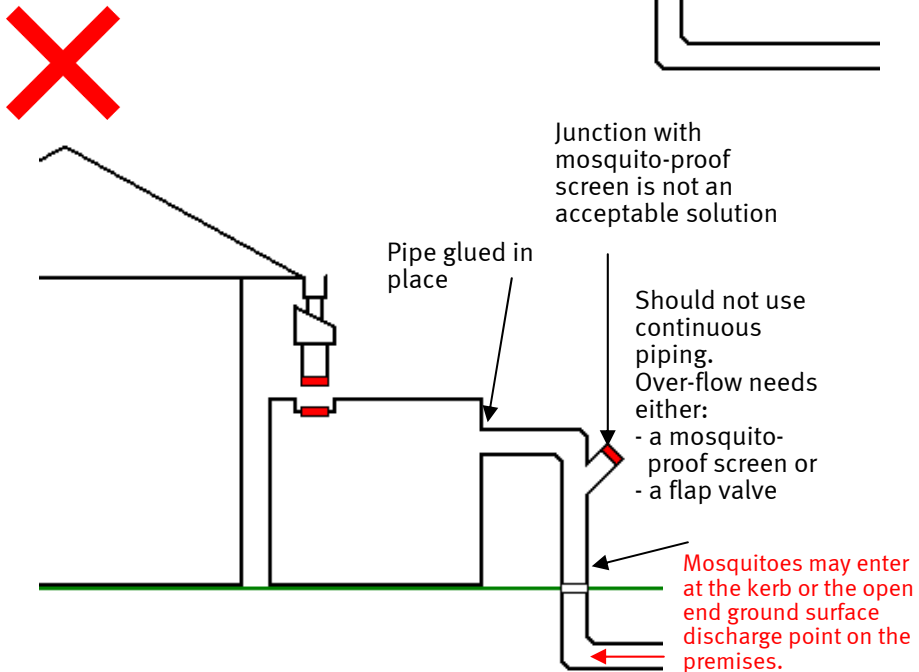 Junction with
mosquito-proof
screen is not an
acceptable solution
Pipe glued in
place
Should not use
continuous
piping.
Over-flow needs
either:
- a mosquito-
proof screen or
- a flap valve
Mosquitoes may enter
at the kerb or the open
end ground surface
discharge point on the
premises.